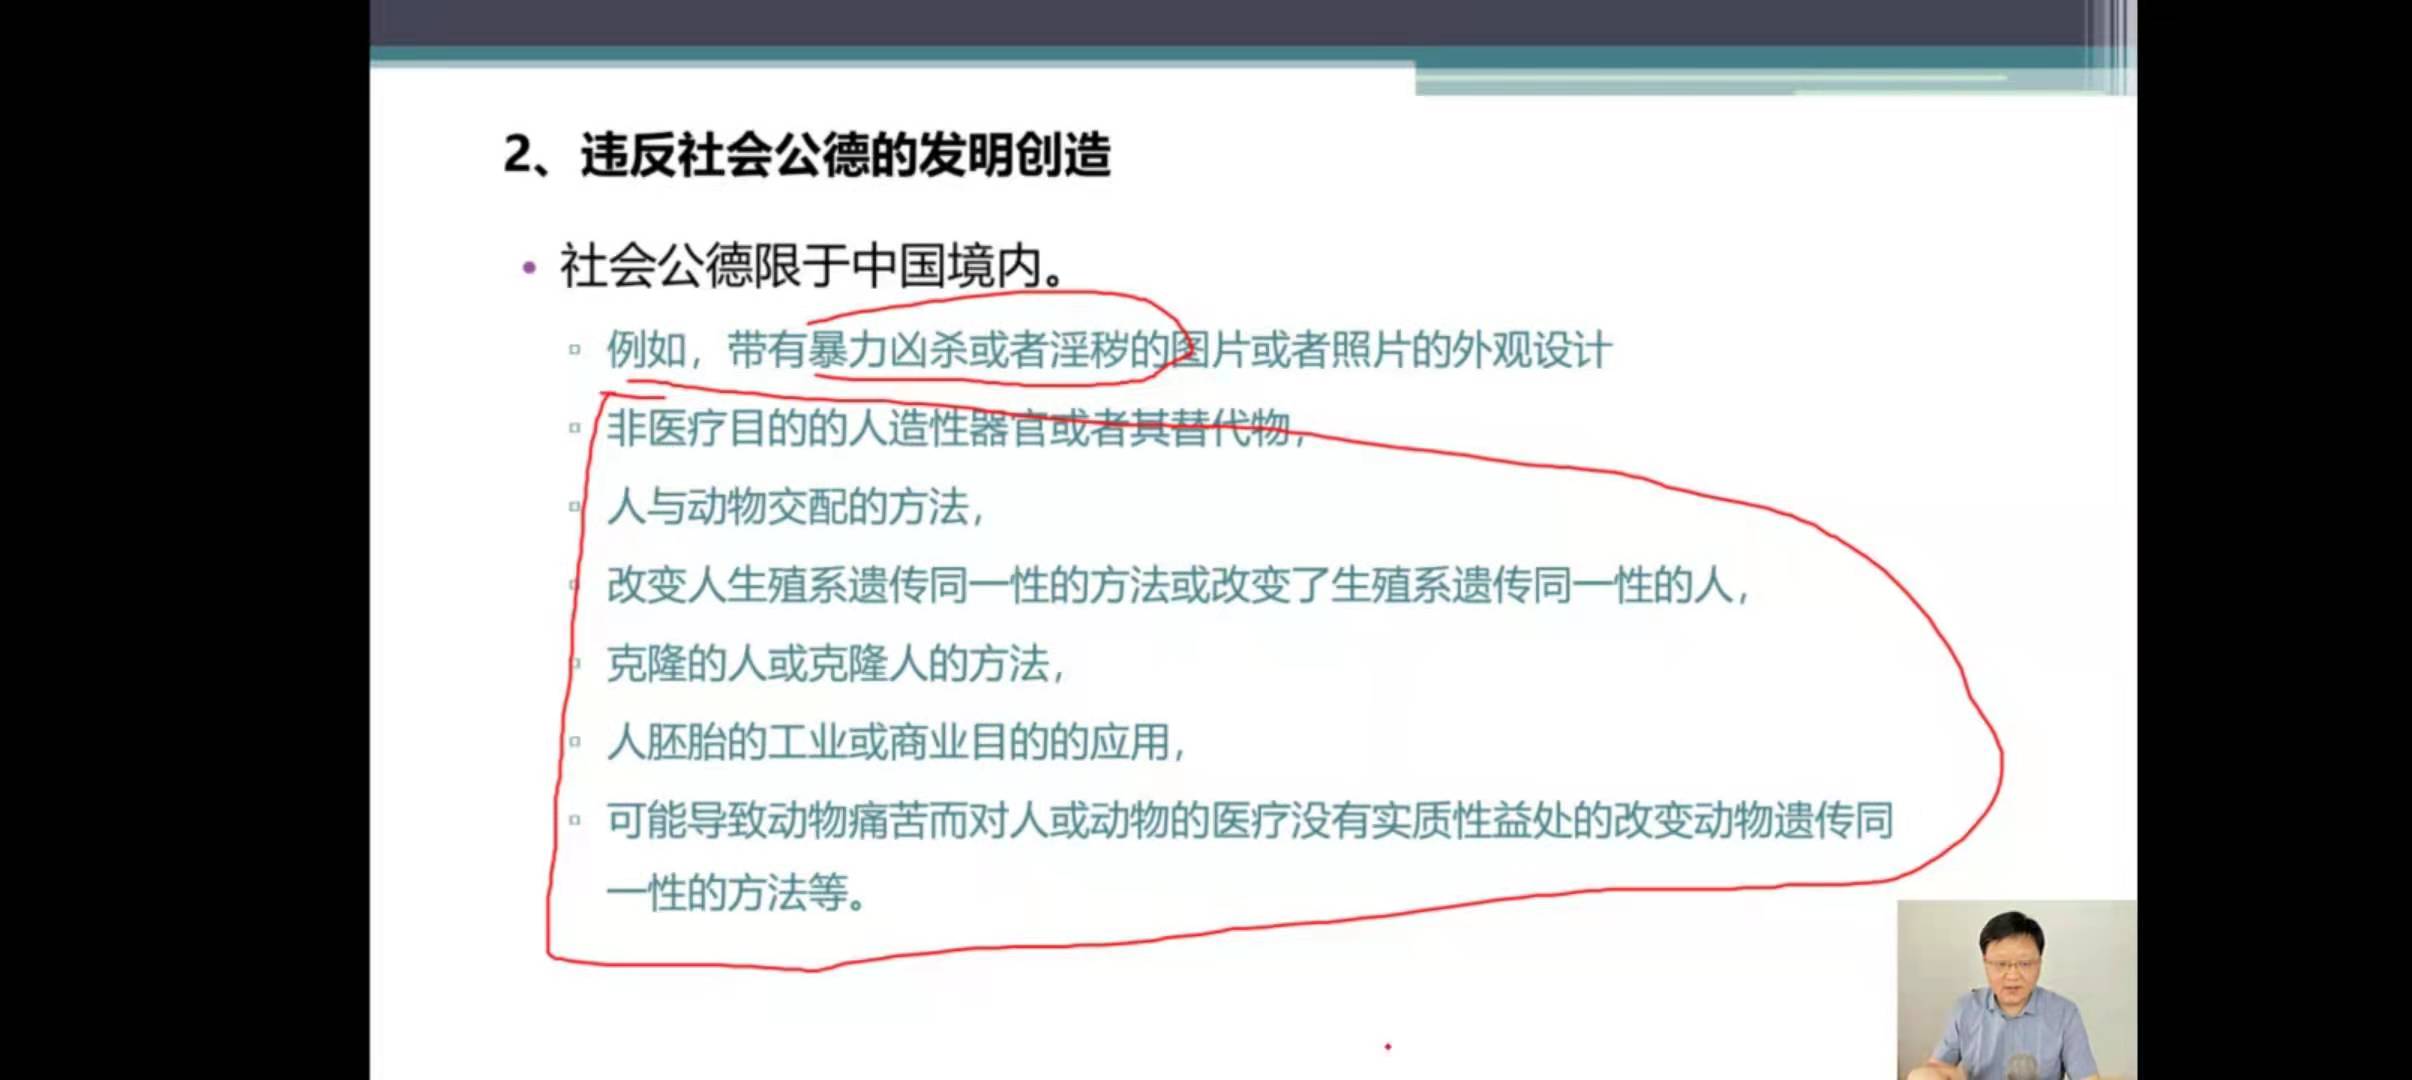 2、违反社会公德的发明创造
• 社会公德限于中国境内。
▫ 例如，带有暴力凶杀或者淫秽的图片或者照片的外观设计
▫ 非医疗目的的人造性器官或者其替代物，
▫ 人与动物交配的方法，
▫ 改变人生殖系遗传同一性的方法或改变了生殖系遗传同一性的人，
▫ 克隆的人或克隆人的方法，
▫ 人胚胎的工业或商业目的的应用，
▫ 可能导致动物痛苦而对人或动物的医疗没有实质性益处的改变动物遗传同
一性的方法等。